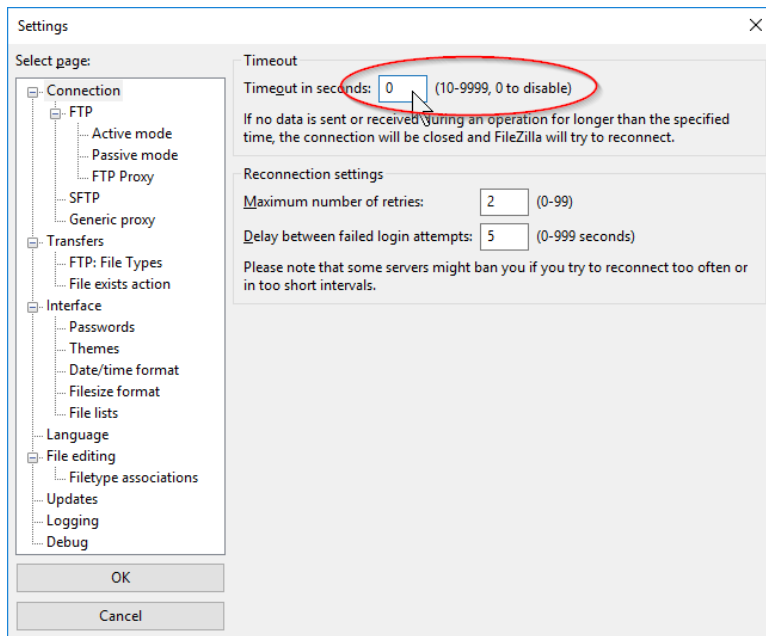 Settings
Select page:
Connection
FTP
Active mode
Passive mode
FTP Proxy
SFTP
Generic proxy
Transfers
FTP: File Types
File exists action
Interface
Passwords
Themes
Date/time format
Filesize format
File lists
Language
File editing
Filetype associations
Updates
Logging
Debug
OK
Cancel
Timeout
Timeout in seconds: 0 (10-9999, 0 to disable)
If no data is sent or received during an operation for longer than the specified
time, the connection will be closed and FileZilla will try to reconnect.
Reconnection settings
Maximum number of retries: 2 (0-99)
Delay between failed login attempts: 5 (0-999 seconds)
Please note that some servers might ban you if you try to reconnect too often or
in too short intervals.